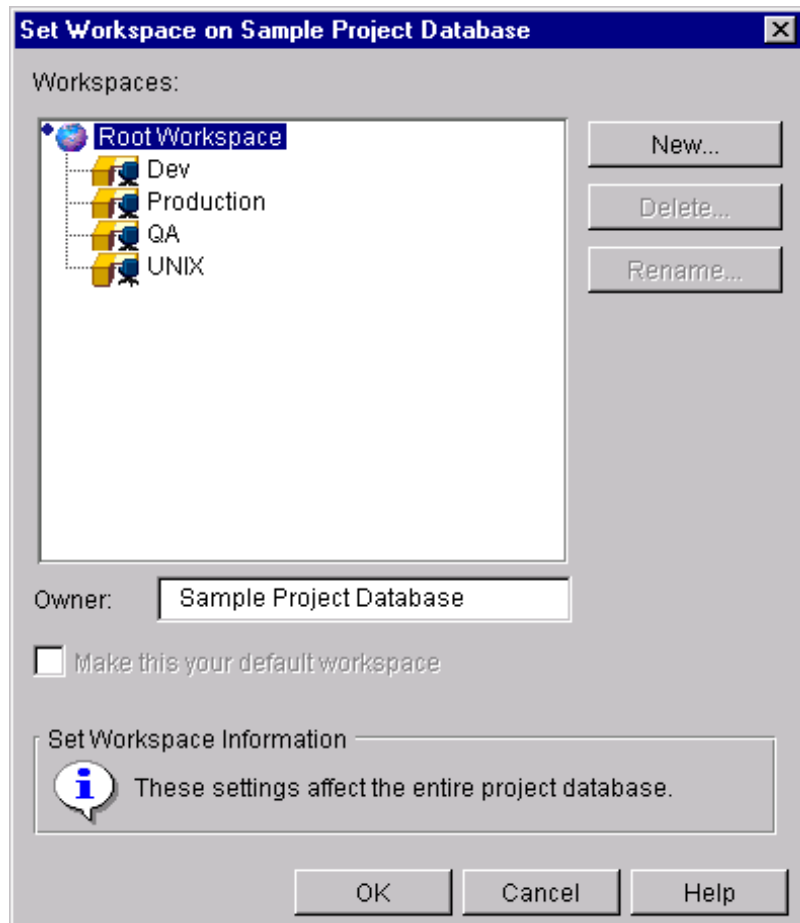 Set Workspace on Sample Project Database
Workspaces:
Root Workspace
Dev
Production
QA
UNIX
New...
Delete...
Rename...
Owner:
Sample Project Database
Make this your default workspace
Set Workspace Information
These settings affect the entire project database.
OK
Cancel
Help